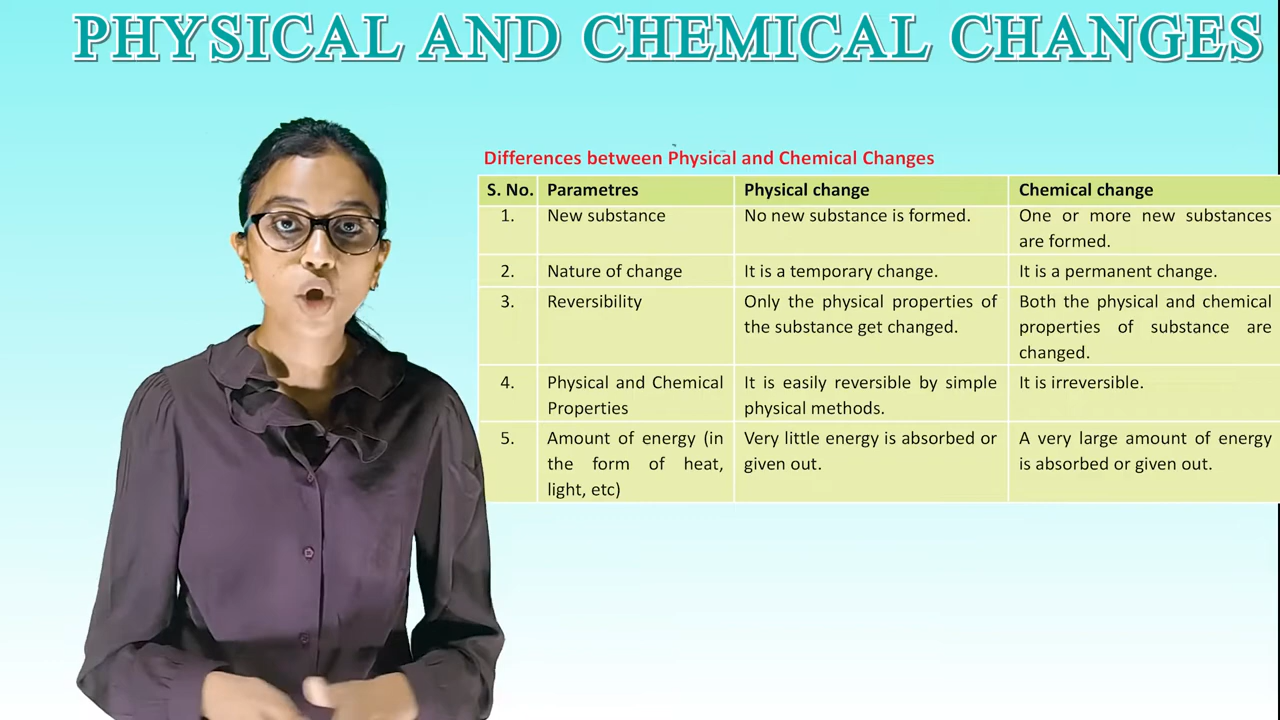 PHYSICAL AND CHEMICAL CHANGES
Differences between Physical and Chemical Changes
S. No. Parametres Physical change Chemical change
1. New substance No new substance is formed. One or more new substances
are formed.
2. Nature of change It is a temporary change. It is a permanent change.
3. Reversibility Only the physical properties of Both the physical and chemical
the substance get changed. properties of substance are
changed.
4. Physical and Chemical It is easily reversible by simple It is irreversible.
Properties physical methods.
5. Amount of energy (in Very little energy is absorbed or A very large amount of energy
the form of heat, given out. is absorbed or given out.
light, etc)